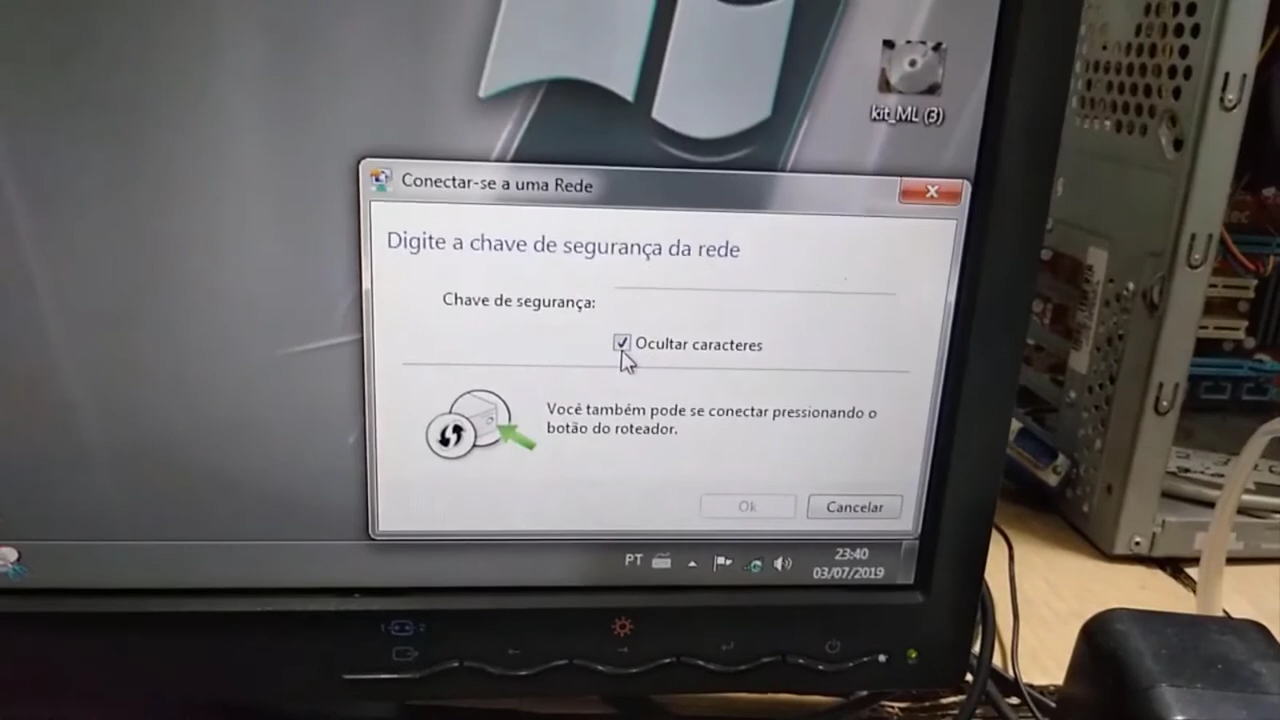 kit_ML (3)
Conectar-se a uma Rede
Digite a chave de segurança da rede
Chave de segurança:
Ocultar caracteres
Você também pode se conectar pressionando o
botão do roteador.
Ok
Cancelar
PT
23:40
03/07/2019